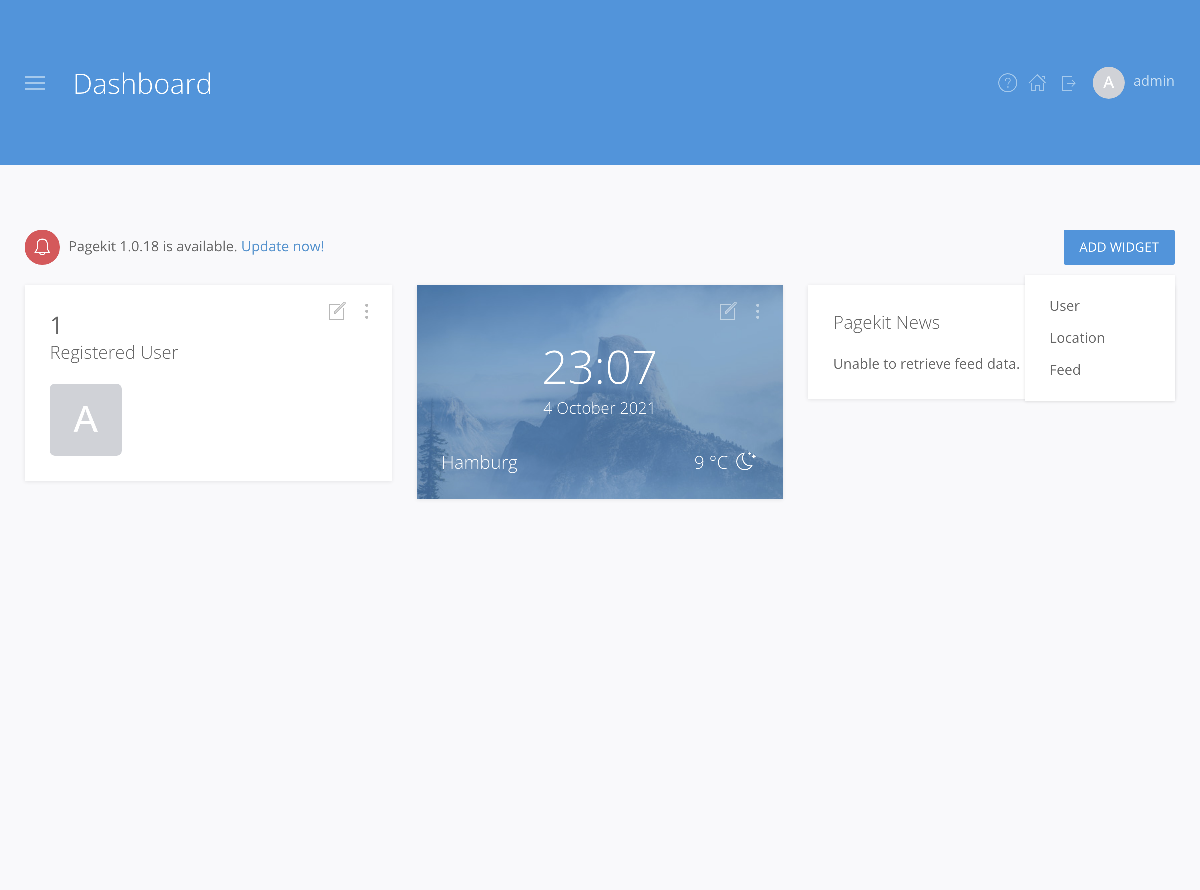 Dashboard
A admin
Pagekit 1.0.18 is available. Update now!
ADD WIDGET
User
Location
Feed
1
Registered User
A
23:07
4 October 2021
Hamburg
9 °C
Pagekit News
Unable to retrieve feed data.